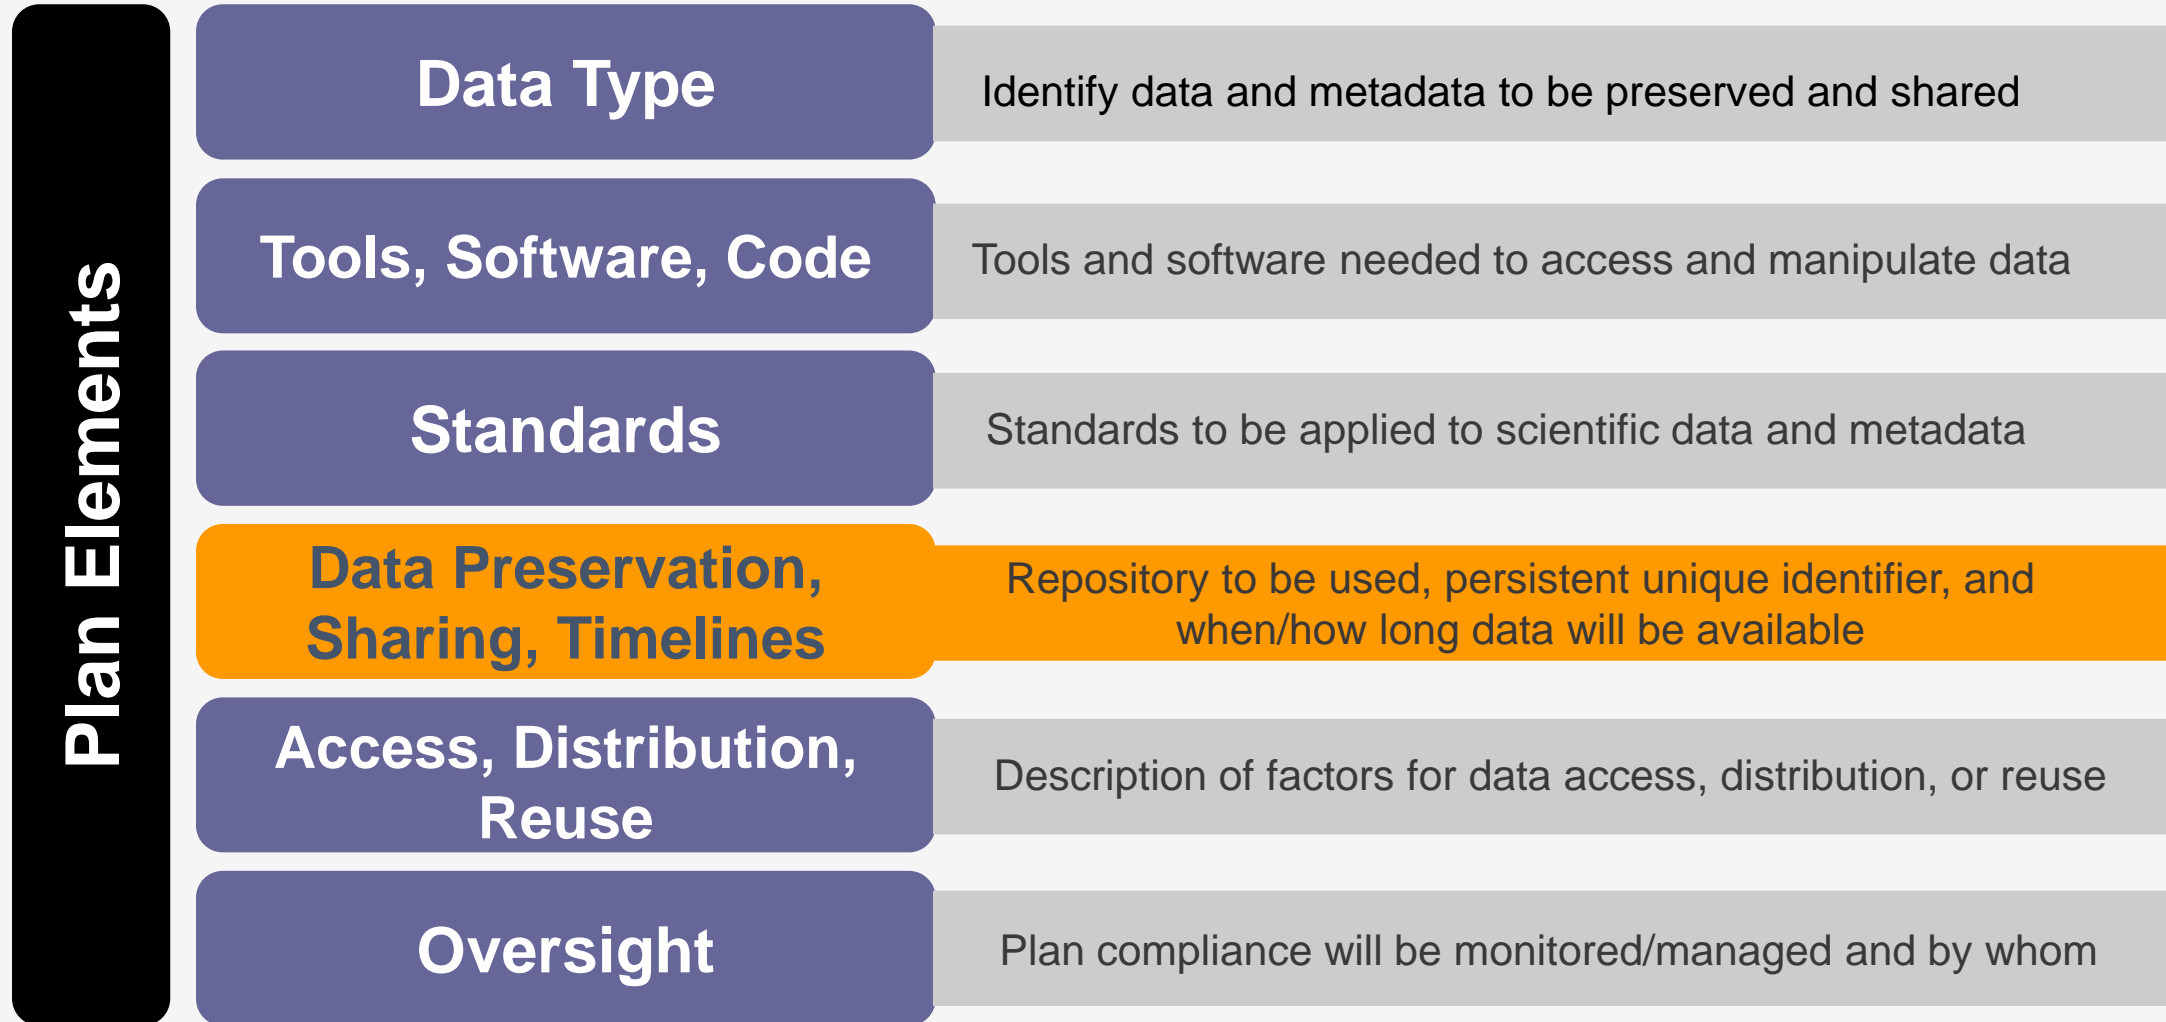 Plan Elements
Data Type
Identify data and metadata to be preserved and shared
Tools, Software, Code
Tools and software needed to access and manipulate data
Standards
Standards to be applied to scientific data and metadata
Data Preservation,
Sharing, Timelines
Repository to be used, persistent unique identifier, and
when/how long data will be available
Access, Distribution,
Reuse
Description of factors for data access, distribution, or reuse
Oversight
Plan compliance will be monitored/managed and by whom